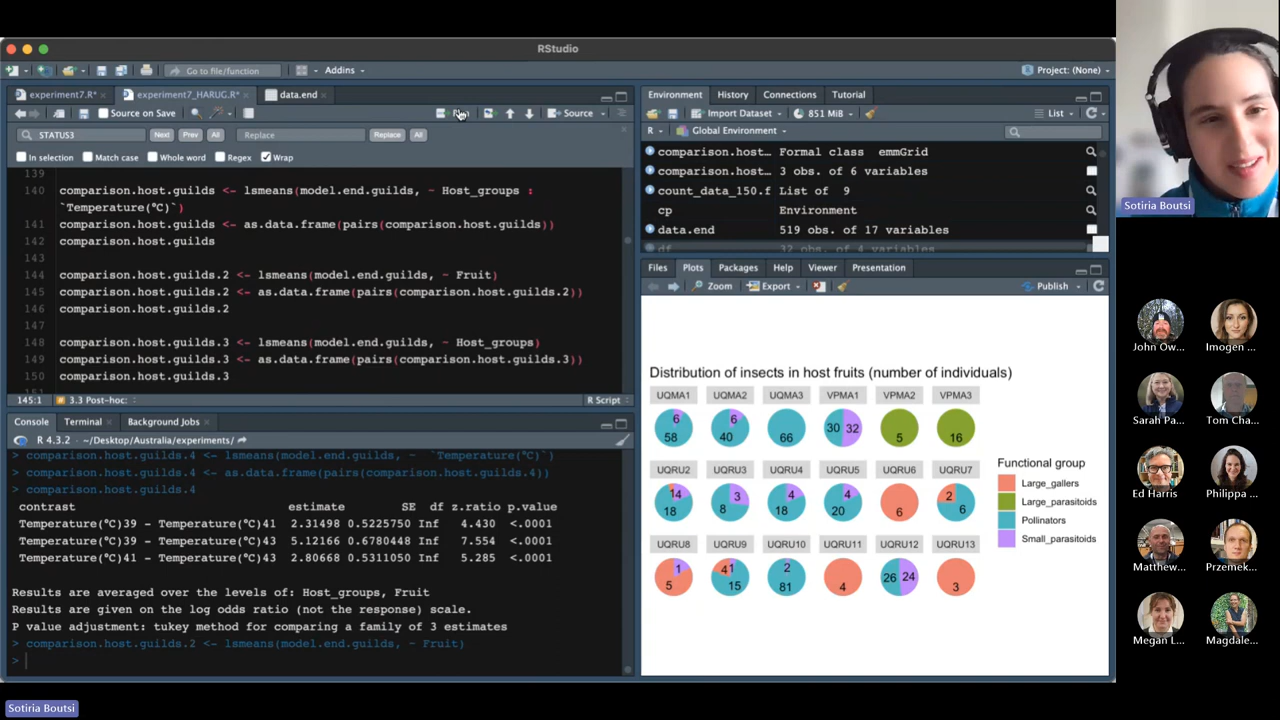 RStudio
Go to file/function
Addins
Project: (None)
experiment7.R*
experiment7_HARUG.R*
data.end
Source on Save
Run
Source
STATUS3
Next
Prev
All
Replace
Replace
All
In selection
Match case
Whole word
Regex
Wrap
139
140 comparison.host.guilds <- lsmeans(model.end.guilds, ~ Host_groups :
`Temperature(℃)`)
141 comparison.host.guilds <- as.data.frame(pairs(comparison.host.guilds))
142 comparison.host.guilds
143
144 comparison.host.guilds.2 <- lsmeans(model.end.guilds, ~ Fruit)
145 comparison.host.guilds.2 <- as.data.frame(pairs(comparison.host.guilds.2))
146 comparison.host.guilds.2
147
148 comparison.host.guilds.3 <- lsmeans(model.end.guilds, ~ Host_groups)
149 comparison.host.guilds.3 <- as.data.frame(pairs(comparison.host.guilds.3))
150 comparison.host.guilds.3
145:1
3.3 Post-hoc:
R Script
Console
Terminal
Background Jobs
R 4.3.2 · ~/Desktop/Australia/experiments/
> comparison.host.guilds.4 <- lsmeans(model.end.guilds, ~ `Temperature(℃)`)
> comparison.host.guilds.4 <- as.data.frame(pairs(comparison.host.guilds.4))
> comparison.host.guilds.4
contrast estimate SE df z.ratio p.value
Temperature(℃)39 - Temperature(℃)41 2.31498 0.5225750 Inf 4.430 <.0001
Temperature(℃)39 - Temperature(℃)43 5.12166 0.6780448 Inf 7.554 <.0001
Temperature(℃)41 - Temperature(℃)43 2.80668 0.5311050 Inf 5.285 <.0001
Results are averaged over the levels of: Host_groups, Fruit
Results are given on the log odds ratio (not the response) scale.
P value adjustment: tukey method for comparing a family of 3 estimates
> comparison.host.guilds.2 <- lsmeans(model.end.guilds, ~ Fruit)
>
Environment
History
Connections
Tutorial
Import Dataset
851 MiB
List
R
Global Environment
comparison.host… Formal class emmGrid
comparison.host… 3 obs. of 6 variables
count_data_150.f List of 9
cp Environment
data.end 519 obs. of 17 variables
df 32 obs. of 4 variables
Files
Plots
Packages
Help
Viewer
Presentation
Zoom
Export
Publish
Distribution of insects in host fruits (number of individuals)
UQMA1 UQMA2 UQMA3 VPMA1 VPMA2 VPMA3
6 6 30 32
58 40 66 5 16
UQRU2 UQRU3 UQRU4 UQRU5 UQRU6 UQRU7
14 3 4 4 2
18 8 18 20 6 6
UQRU8 UQRU9 UQRU10 UQRU11 UQRU12 UQRU13
1 4 1 2 26 24
5 15 81 4 3
Functional group
Large_gallers
Large_parasitoids
Pollinators
Small_parasitoids
Sotiria Boutsi
John Ow...
Imogen ...
Sarah Pa...
Tom Cha...
Ed Harris
Philippa ...
Matthew...
Przemek...
Megan L...
Magdale...
Sotiria Boutsi